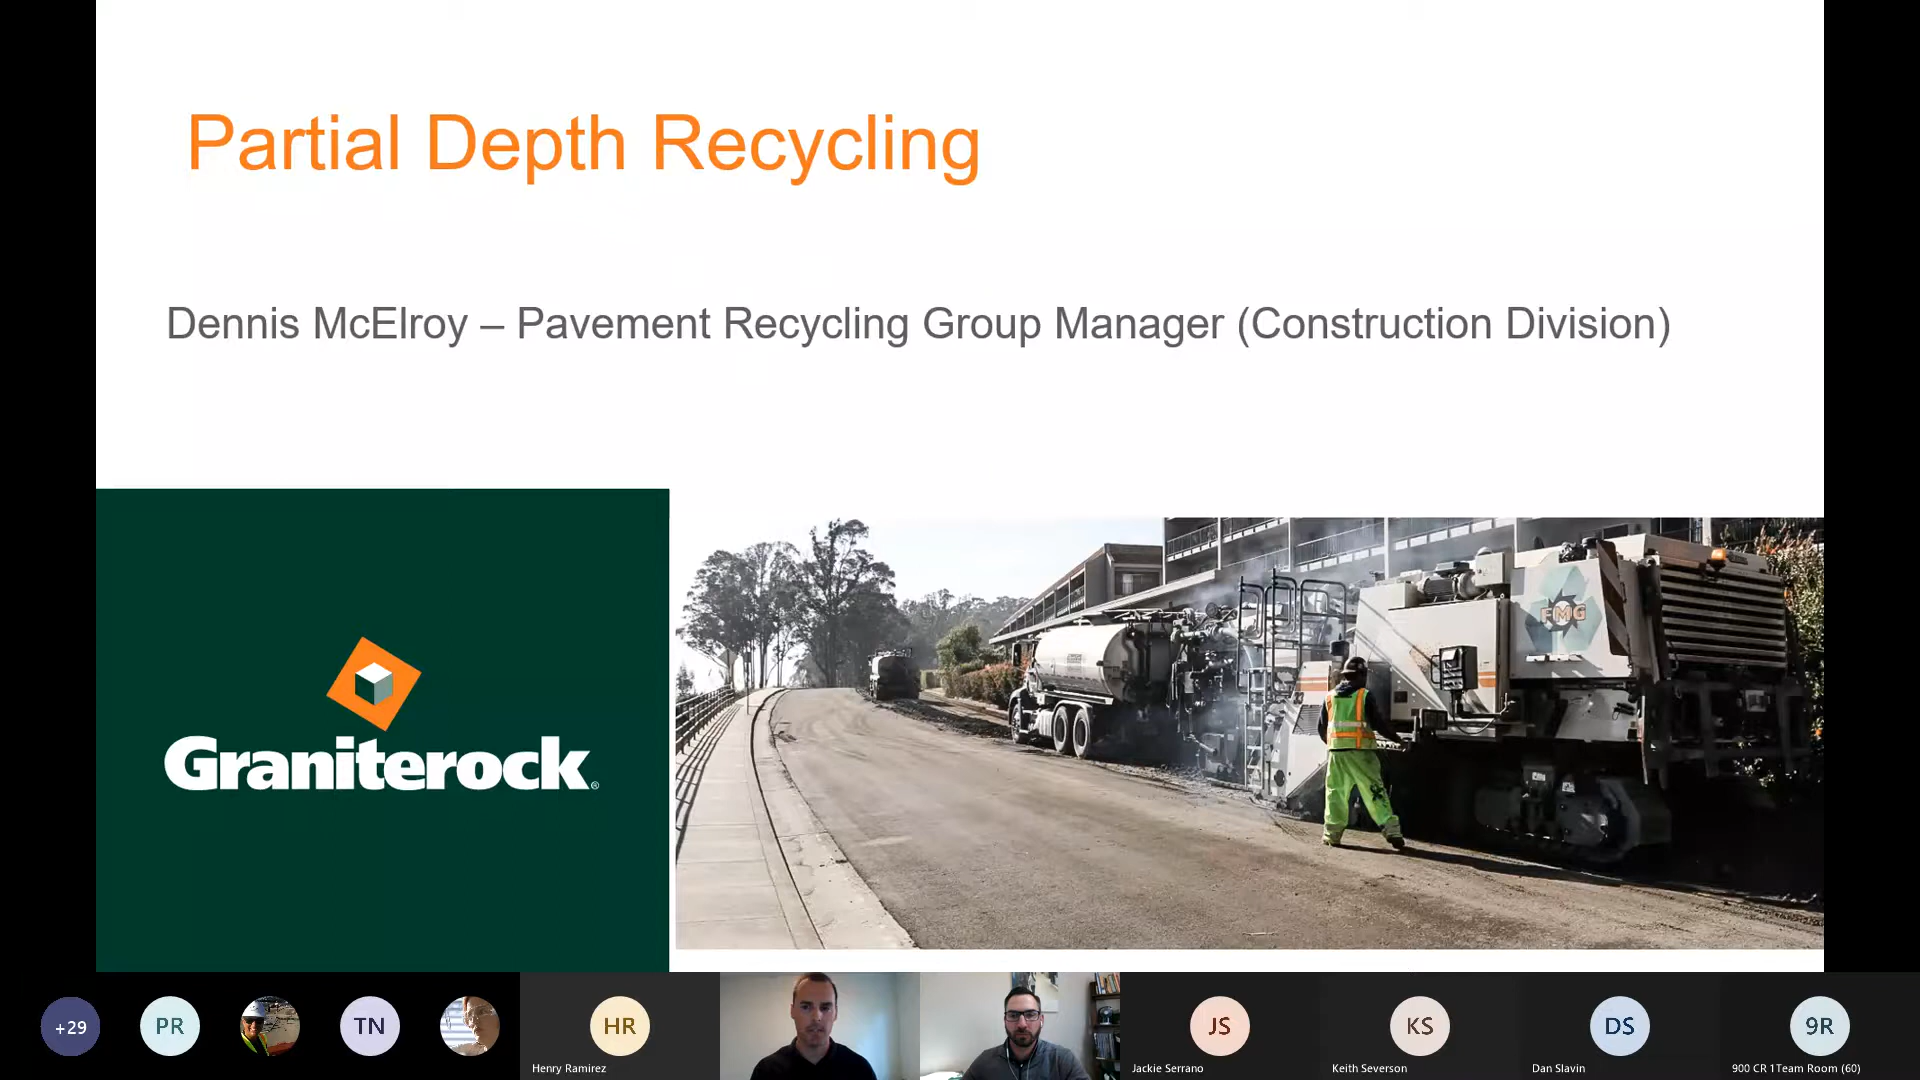 Partial Depth Recycling
Dennis McElroy – Pavement Recycling Group Manager (Construction Division)
FMG
Graniterock®
+29
PR
TN
HR
JS
KS
DS
9R
Henry Ramirez
Jackie Serrano
Keith Severson
Dan Slavin
900 CR 1Team Room (60)